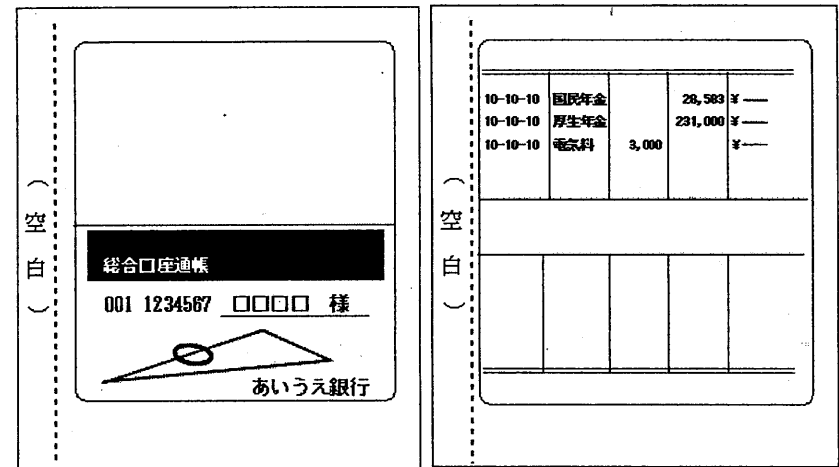 （空白）
総合口座通帳
001 1234567 □□□□ 様
あいうえ銀行
（空白）
10-10-10 国民年金 28,583 ¥ ――
10-10-10 厚生年金 231,000 ¥ ――
10-10-10 電気料 3,000 ¥ ――